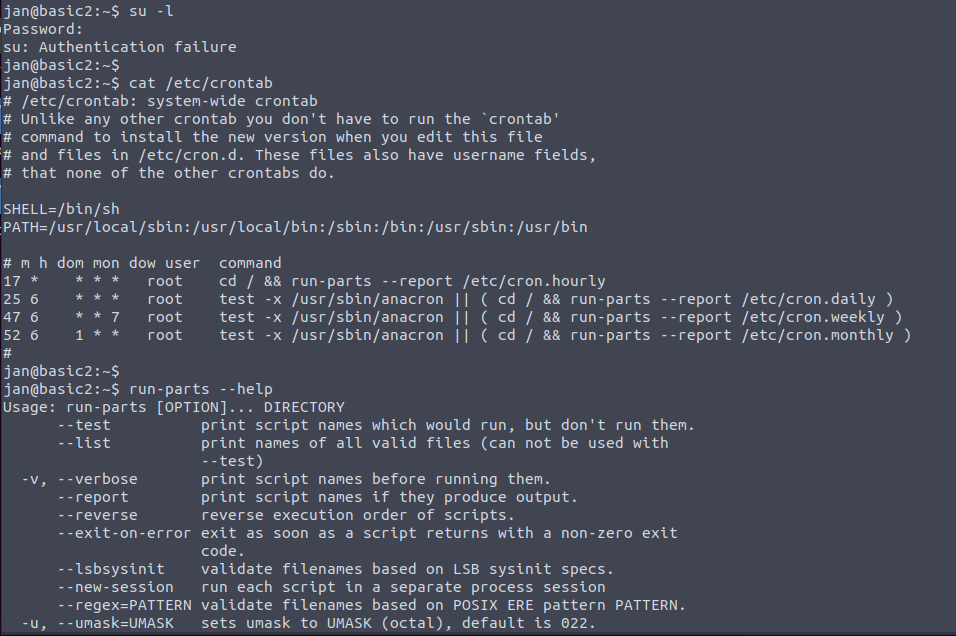 jan@basic2:~$ su -l
Password:
su: Authentication failure
jan@basic2:~$
jan@basic2:~$ cat /etc/crontab
# /etc/crontab: system-wide crontab
# Unlike any other crontab you don't have to run the `crontab'
# command to install the new version when you edit this file
# and files in /etc/cron.d. These files also have username fields,
# that none of the other crontabs do.

SHELL=/bin/sh
PATH=/usr/local/sbin:/usr/local/bin:/sbin:/bin:/usr/sbin:/usr/bin

# m h dom mon dow user  command
17 *    * * *   root    cd / && run-parts --report /etc/cron.hourly
25 6    * * *   root    test -x /usr/sbin/anacron || ( cd / && run-parts --report /etc/cron.daily )
47 6    * * 7   root    test -x /usr/sbin/anacron || ( cd / && run-parts --report /etc/cron.weekly )
52 6    1 * *   root    test -x /usr/sbin/anacron || ( cd / && run-parts --report /etc/cron.monthly )
#
jan@basic2:~$
jan@basic2:~$ run-parts --help
Usage: run-parts [OPTION]... DIRECTORY
      --test          print script names which would run, but don't run them.
      --list          print names of all valid files (can not be used with
                      --test)
  -v, --verbose       print script names before running them.
      --report        print script names if they produce output.
      --reverse       reverse execution order of scripts.
      --exit-on-error exit as soon as a script returns with a non-zero exit
                      code.
      --lsbsysinit    validate filenames based on LSB sysinit specs.
      --new-session   run each script in a separate process session
      --regex=PATTERN validate filenames based on POSIX ERE pattern PATTERN.
  -u, --umask=UMASK   sets umask to UMASK (octal), default is 022.